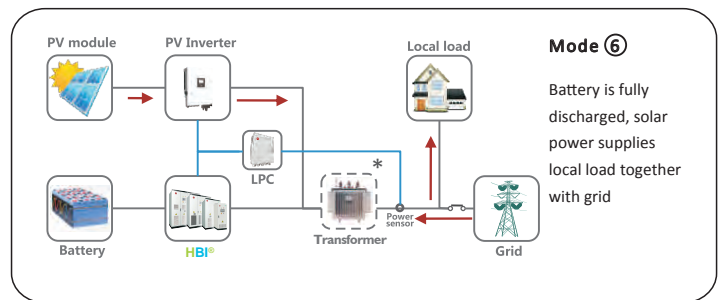 PV module
PV Inverter
Local load
Mode ⑥
Battery is fully
discharged, solar
power supplies
local load together
with grid
LPC
*
Battery
HBI®
Transformer
Power
sensor
Grid